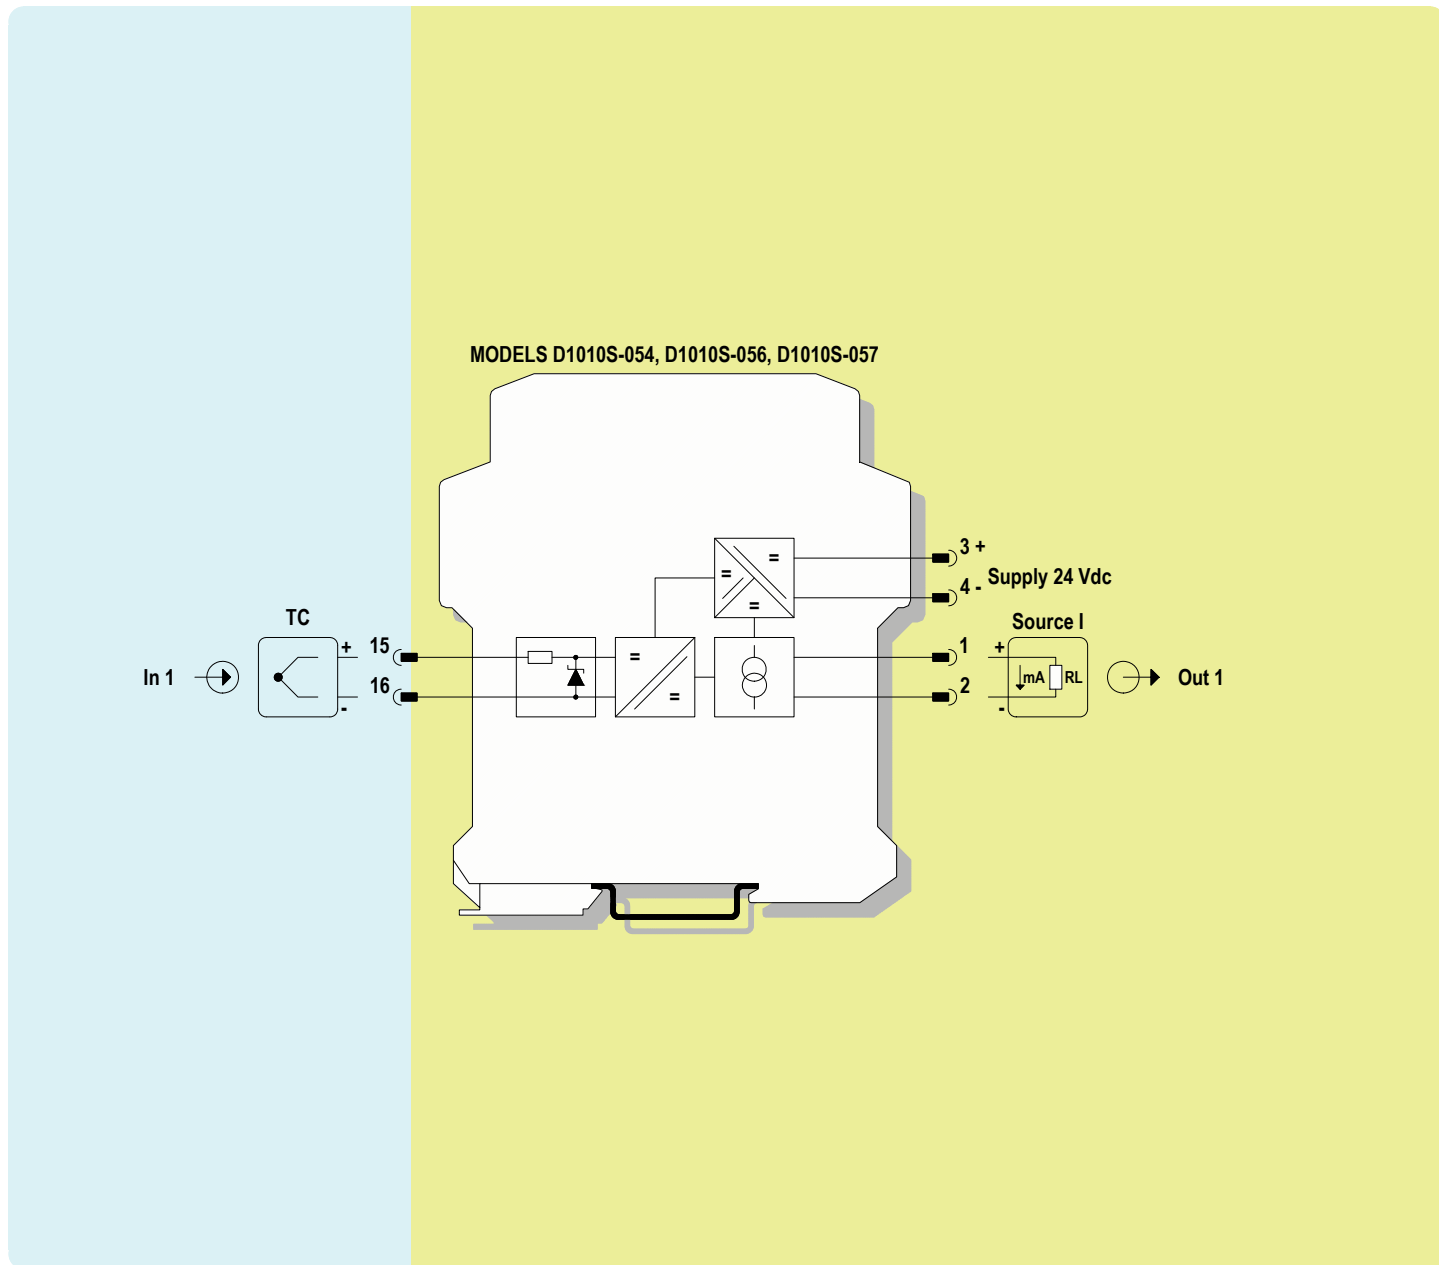 MODELS D1010S-054, D1010S-056, D1010S-057
3 +
4 -
Supply 24 Vdc
TC
Source I
+
15
1
+
In 1
mA
RL
Out 1
16
2
-
-
=
=
=
=
=